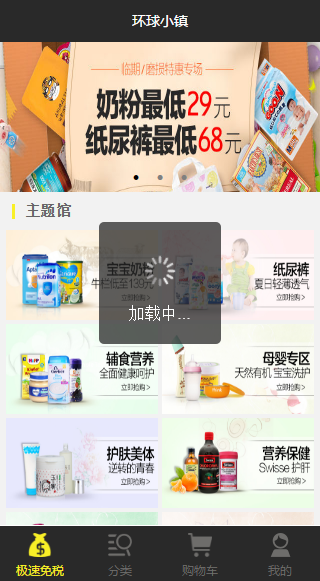 环球小镇
临期/磨损特惠专场
奶粉最低29元
纸尿裤最低68元
主题馆
宝宝奶粉
牛栏低至139元
立即抢购 >
纸尿裤
夏日轻薄透气
立即抢购 >
加载中...
辅食营养
全面健康呵护
立即抢购 >
母婴专区
天然有机 宝宝洗护
立即抢购 >
护肤美体
逆转的青春
立即抢购 >
营养保健
Swisse 护肝
立即抢购 >
极速免税
分类
购物车
我的